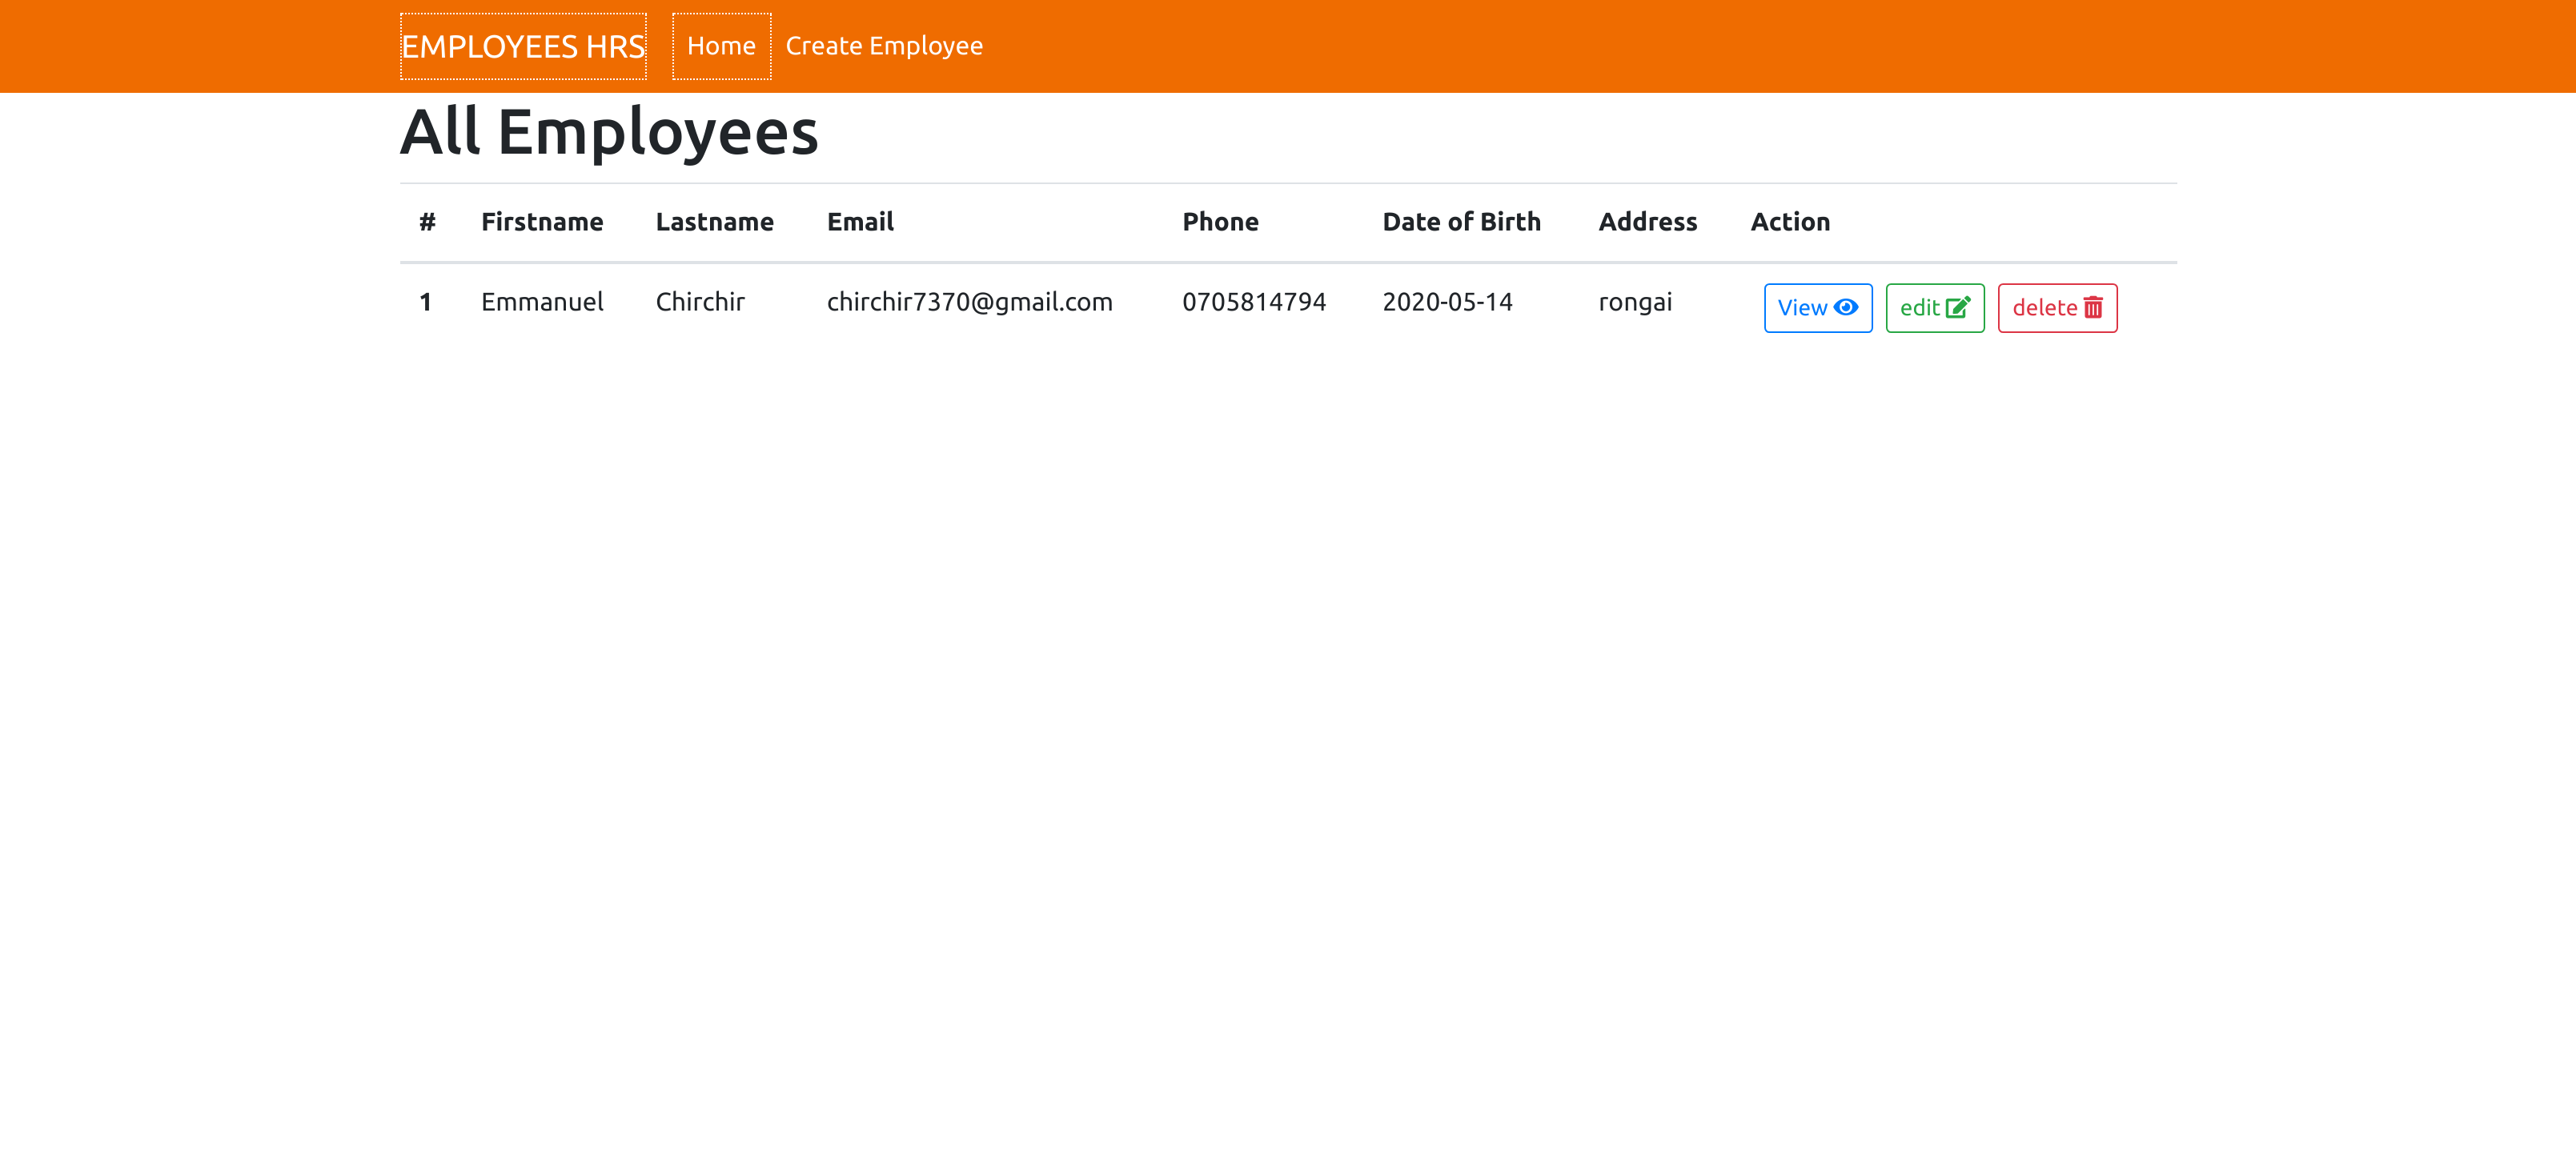 EMPLOYEES HRS Home Create Employee
All Employees
# Firstname Lastname Email Phone Date of Birth Address Action
1 Emmanuel Chirchir chirchir7370@gmail.com 0705814794 2020-05-14 rongai View edit delete